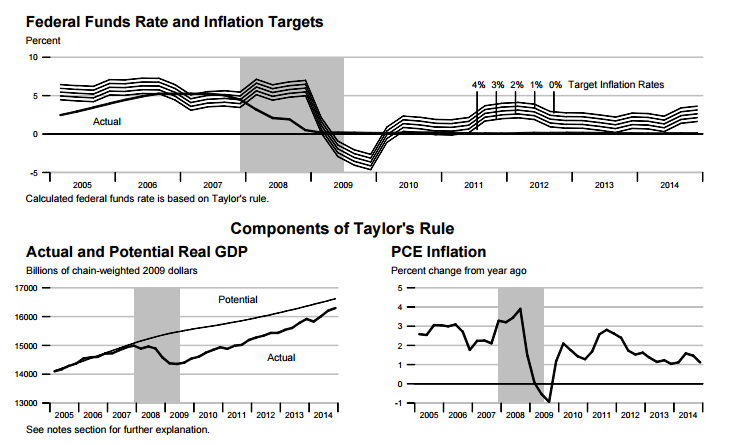 Federal Funds Rate and Inflation Targets
Percent
10
5
0
-5
4% 3% 2% 1% 0% Target Inflation Rates
Actual
2005 2006 2007 2008 2009 2010 2011 2012 2013 2014
Calculated federal funds rate is based on Taylor's rule.
Components of Taylor's Rule
Actual and Potential Real GDP
Billions of chain-weighted 2009 dollars
17000
16000
15000
14000
13000
Potential
Actual
2005 2006 2007 2008 2009 2010 2011 2012 2013 2014
See notes section for further explanation.
PCE Inflation
Percent change from year ago
5
4
3
2
1
0
-1
2005 2006 2007 2008 2009 2010 2011 2012 2013 2014